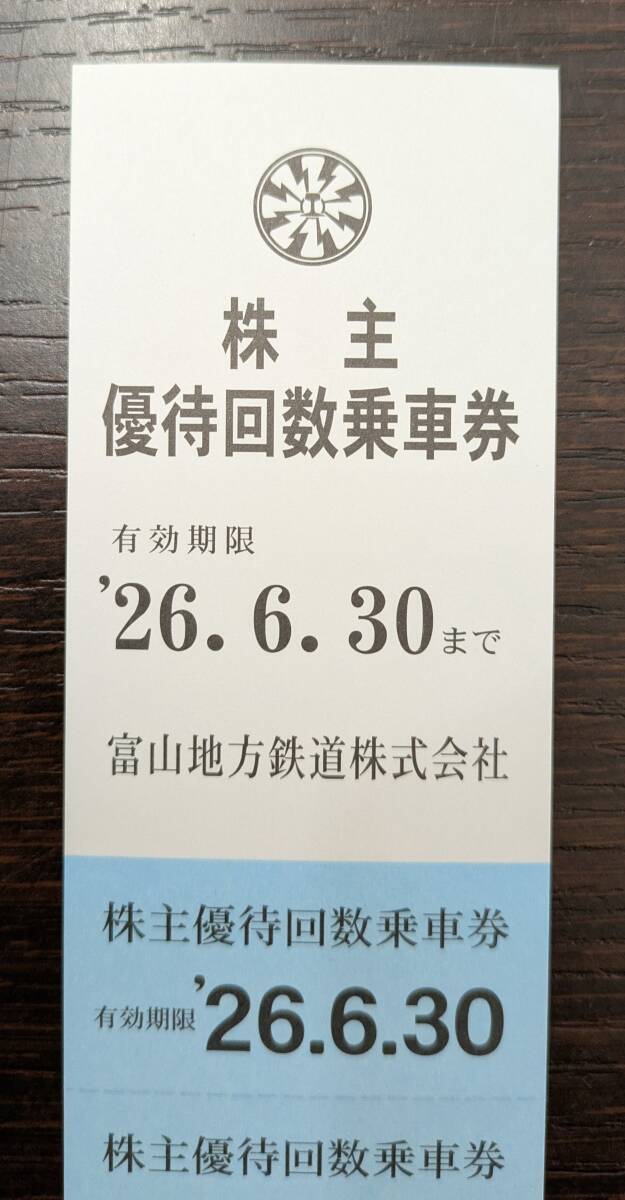 株主
優待回数乗車券
有効期限
'26.6.30まで
富山地方鉄道株式会社
株主優待回数乗車券
有効期限'26.6.30
株主優待回数乗車券